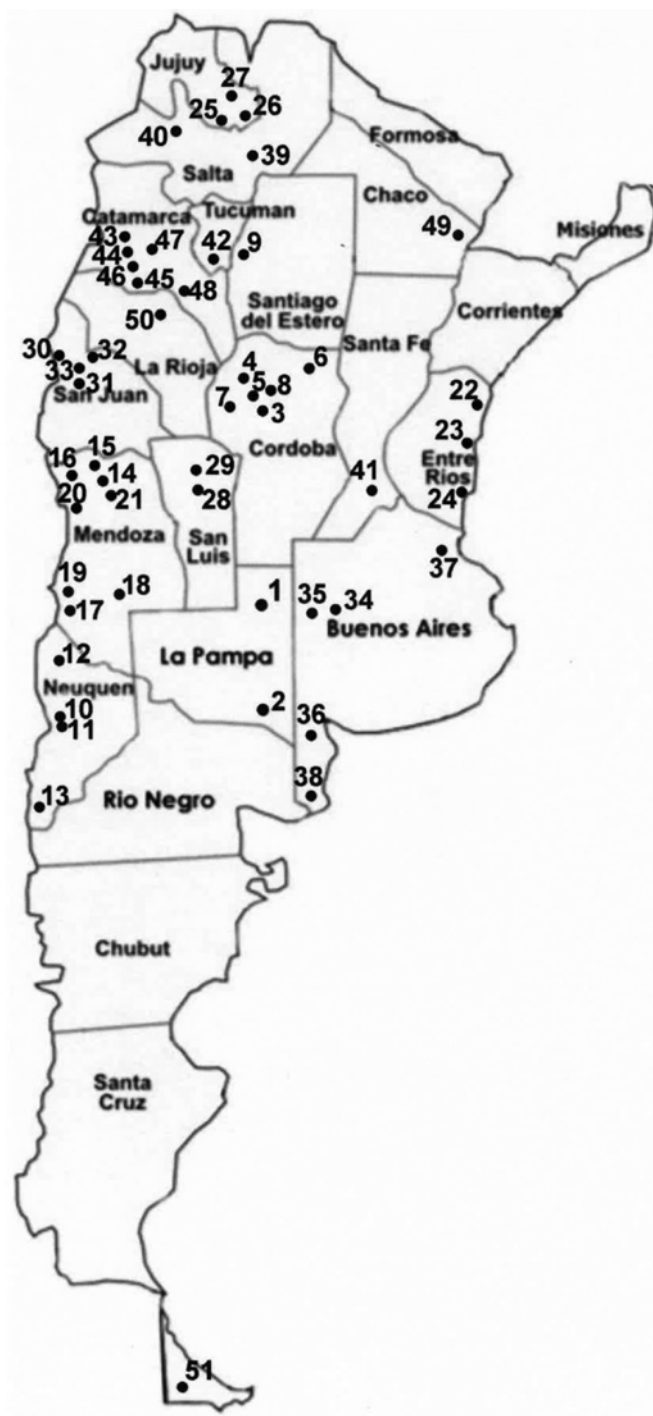 Jujuy
27
25
26
40
Formosa
39
Salta
Chaco
Catamarca
Tucuman
43
47
42
9
49
Misiones
44
46
45
48
Santiago
del Estero
Corrientes
50
Santa Fe
30
32
La Rioja
4
6
33
5
8
31
7
3
San Juan
22
Cordoba
23
15
16
14
29
41
Entre
Rios
21
28
24
20
Mendoza
San
Luis
37
19
18
1
35
34
17
Buenos Aires
La Pampa
12
Neuquen
10
11
2
36
13
Rio Negro
38
Chubut
Santa
Cruz
51